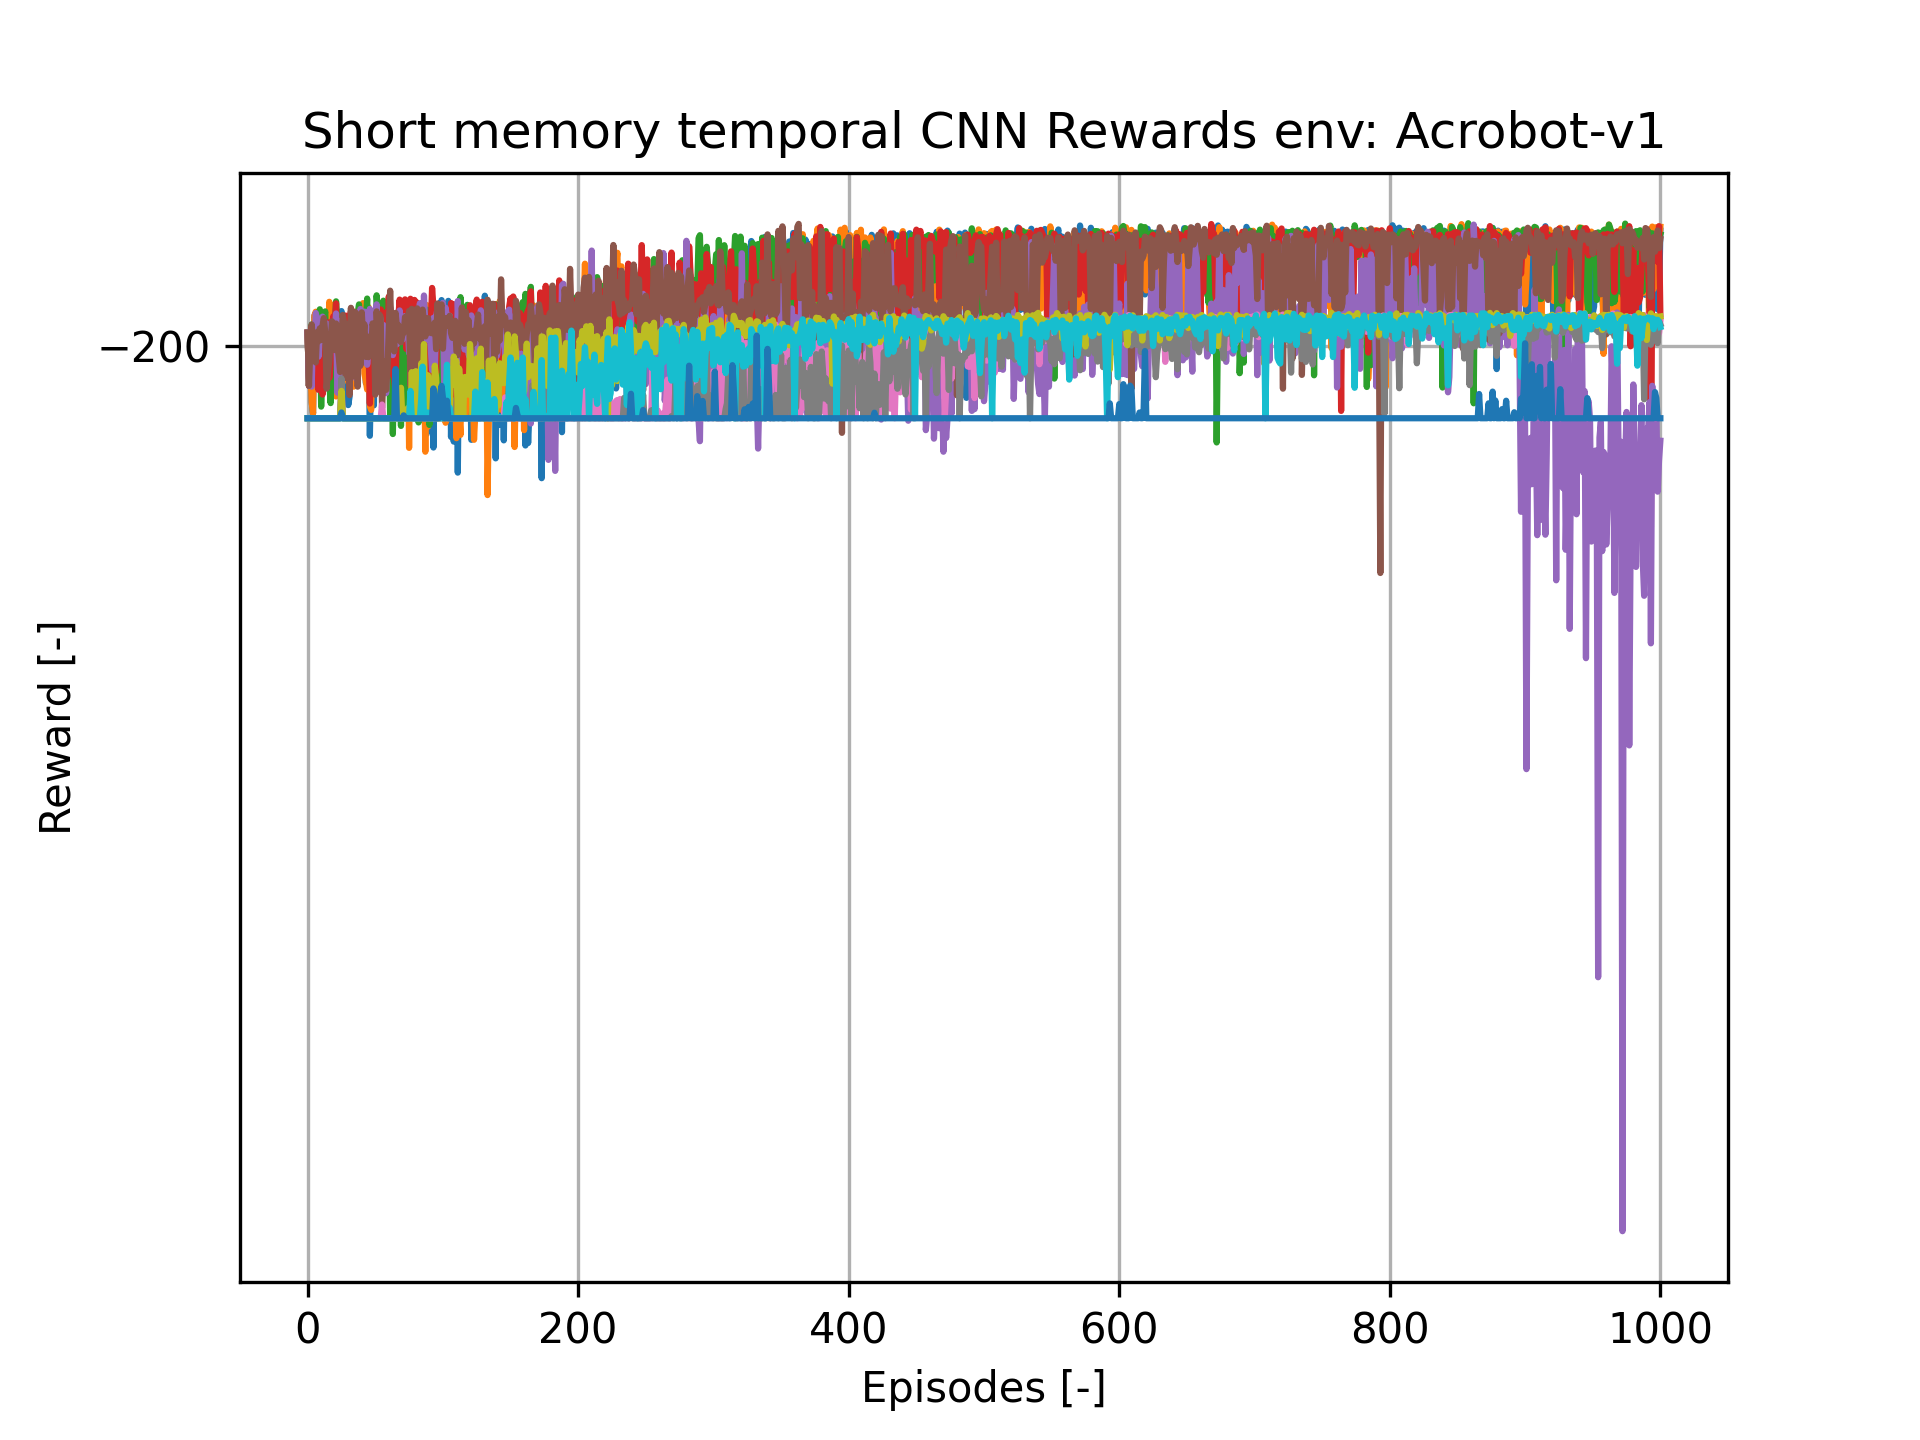 Short memory temporal CNN Rewards env: Acrobot-v1
−200
Reward [-]
0 200 400 600 800 1000
Episodes [-]